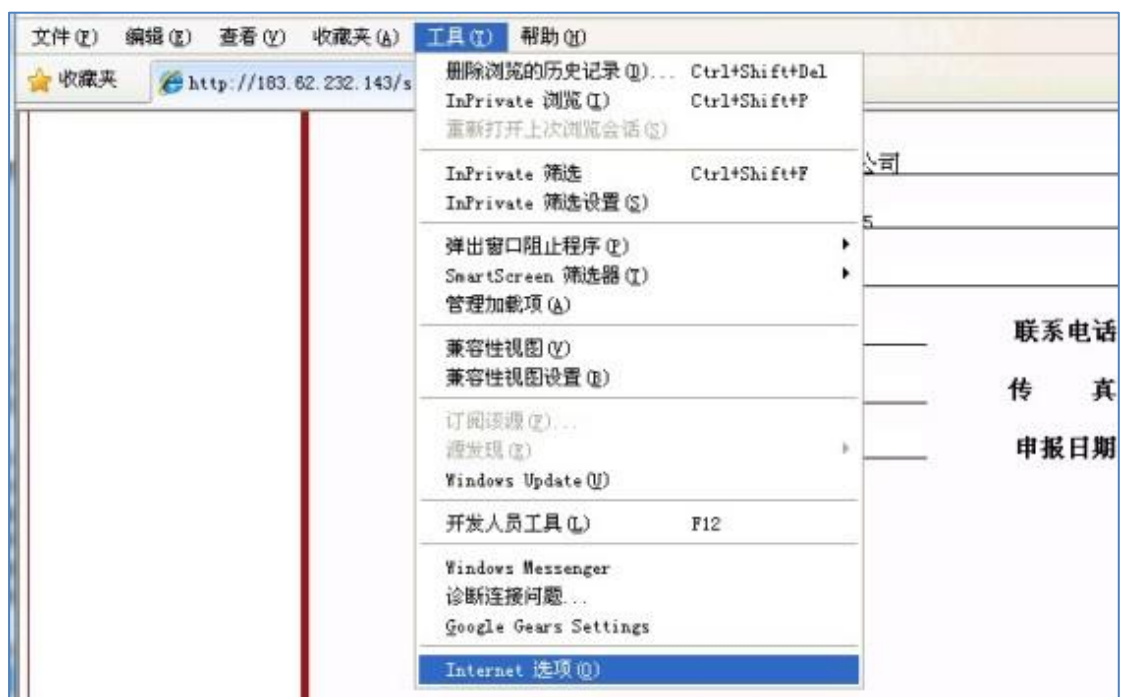 文件(F) 编辑(E) 查看(V) 收藏夹(A) 工具(T) 帮助(H)
收藏夹 http://183.62.232.143/s
删除浏览的历史记录(D)... Ctrl+Shift+Del
InPrivate 浏览(I) Ctrl+Shift+P
重新打开上次浏览会话(S)
公司
InPrivate 筛选 Ctrl+Shift+F
InPrivate 筛选设置(S)
5
弹出窗口阻止程序(P)
SmartScreen 筛选器(T)
管理加载项(A)
联系电话
兼容性视图(V)
兼容性视图设置(B)
传 真
订阅该源(F)...
源发现(E)
申报日期
Windows Update(U)
开发人员工具(L) F12
Windows Messenger
诊断连接问题...
Google Gears Settings
Internet 选项(O)